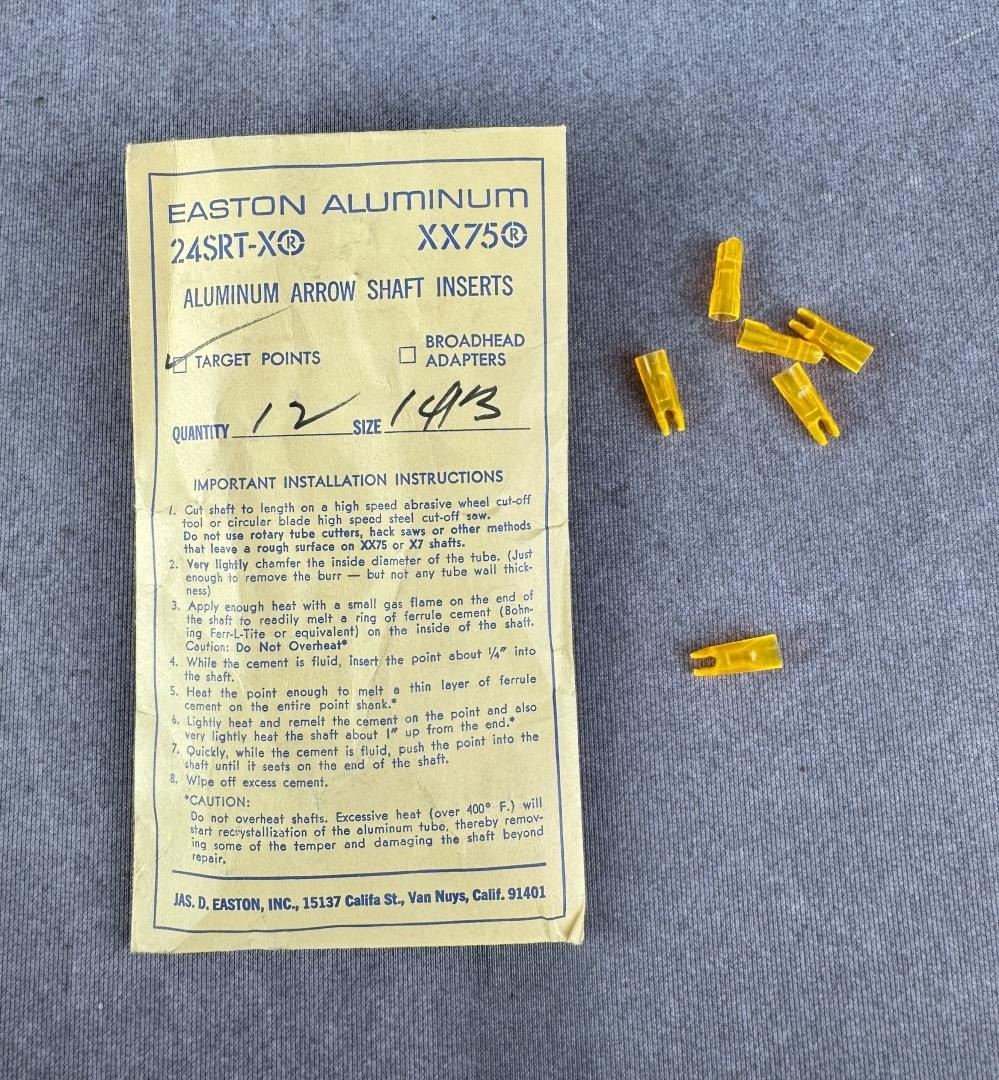 EASTON ALUMINUM
24SRT-X® XX75®
ALUMINUM ARROW SHAFT INSERTS
TARGET POINTS BROADHEAD ADAPTERS
QUANTITY 12 SIZE 1413
IMPORTANT INSTALLATION INSTRUCTIONS
1. Cut shaft to length on a high speed abrasive wheel cut-off
tool or circular blade high speed steel cut-off saw.
Do not use rotary tube cutters, hack saws or other methods
that leave a rough surface on XX75 or X7 shafts.
2. Very lightly chamfer the inside diameter of the tube. (Just
enough to remove the burr — but not any tube wall thick-
ness)
3. Apply enough heat with a small gas flame on the end of
the shaft to readily melt a ring of ferrule cement (Bohn-
ing Ferr-L-Tite or equivalent) on the inside of the shaft.
Caution: Do Not Overheat*
4. While the cement is fluid, insert the point about ¼" into
the shaft.
5. Heat the point enough to melt a thin layer of ferrule
cement on the entire point shank.*
6. Lightly heat and remelt the cement on the point and also
very lightly heat the shaft about 1" up from the end.*
7. Quickly, while the cement is fluid, push the point into the
shaft until it seats on the end of the shaft.
8. Wipe off excess cement.
*CAUTION:
Do not overheat shafts. Excessive heat (over 400° F.) will
start recrystallization of the aluminum tube, thereby remov-
ing some of the temper and damaging the shaft beyond
repair.
JAS. D. EASTON, INC., 15137 Califa St., Van Nuys, Calif. 91401